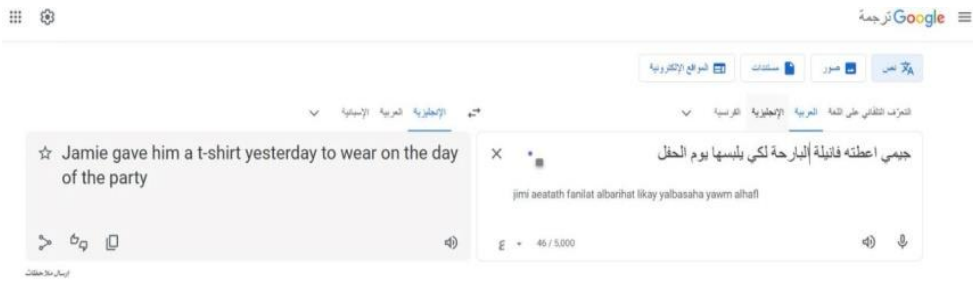 Google ترجمة
نص
صور
مستندات
المواقع الإلكترونية
التعرّف التلقائي على اللغة العربية الإنجليزية الفرنسية
الإنجليزية العربية الإسبانية
جيمي اعطته فانيلة البارحة لكي يلبسها يوم الحفل
jimi aeatath fanilat albarihat likay yalbasaha yawm alhafl
46 / 5,000
ع
Jamie gave him a t-shirt yesterday to wear on the day
of the party
إرسال ملاحظات